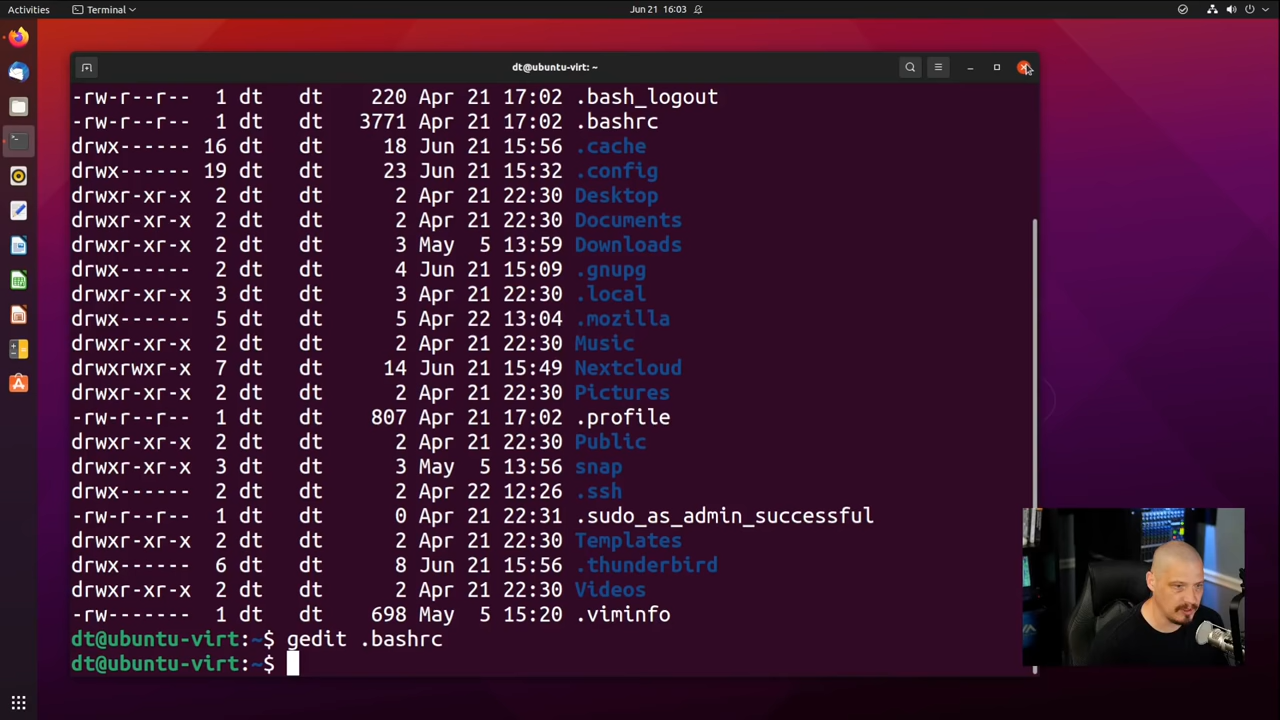 Activities
Terminal
Jun 21 16:03
dt@ubuntu-virt: ~
-rw-r--r-- 1 dt dt 220 Apr 21 17:02 .bash_logout
-rw-r--r-- 1 dt dt 3771 Apr 21 17:02 .bashrc
drwx------ 16 dt dt 18 Jun 21 15:56 .cache
drwx------ 19 dt dt 23 Jun 21 15:32 .config
drwxr-xr-x 2 dt dt 2 Apr 21 22:30 Desktop
drwxr-xr-x 2 dt dt 2 Apr 21 22:30 Documents
drwxr-xr-x 2 dt dt 3 May 5 13:59 Downloads
drwx------ 2 dt dt 4 Jun 21 15:09 .gnupg
drwxr-xr-x 3 dt dt 3 Apr 21 22:30 .local
drwx------ 5 dt dt 5 Apr 22 13:04 .mozilla
drwxr-xr-x 2 dt dt 2 Apr 21 22:30 Music
drwxrwxr-x 7 dt dt 14 Jun 21 15:49 Nextcloud
drwxr-xr-x 2 dt dt 2 Apr 21 22:30 Pictures
-rw-r--r-- 1 dt dt 807 Apr 21 17:02 .profile
drwxr-xr-x 2 dt dt 2 Apr 21 22:30 Public
drwxr-xr-x 3 dt dt 3 May 5 13:56 snap
drwx------ 2 dt dt 2 Apr 22 12:26 .ssh
-rw-r--r-- 1 dt dt 0 Apr 21 22:31 .sudo_as_admin_successful
drwxr-xr-x 2 dt dt 2 Apr 21 22:30 Templates
drwx------ 6 dt dt 8 Jun 21 15:56 .thunderbird
drwxr-xr-x 2 dt dt 2 Apr 21 22:30 Videos
-rw------- 1 dt dt 698 May 5 15:20 .viminfo
dt@ubuntu-virt:~$ gedit .bashrc
dt@ubuntu-virt:~$